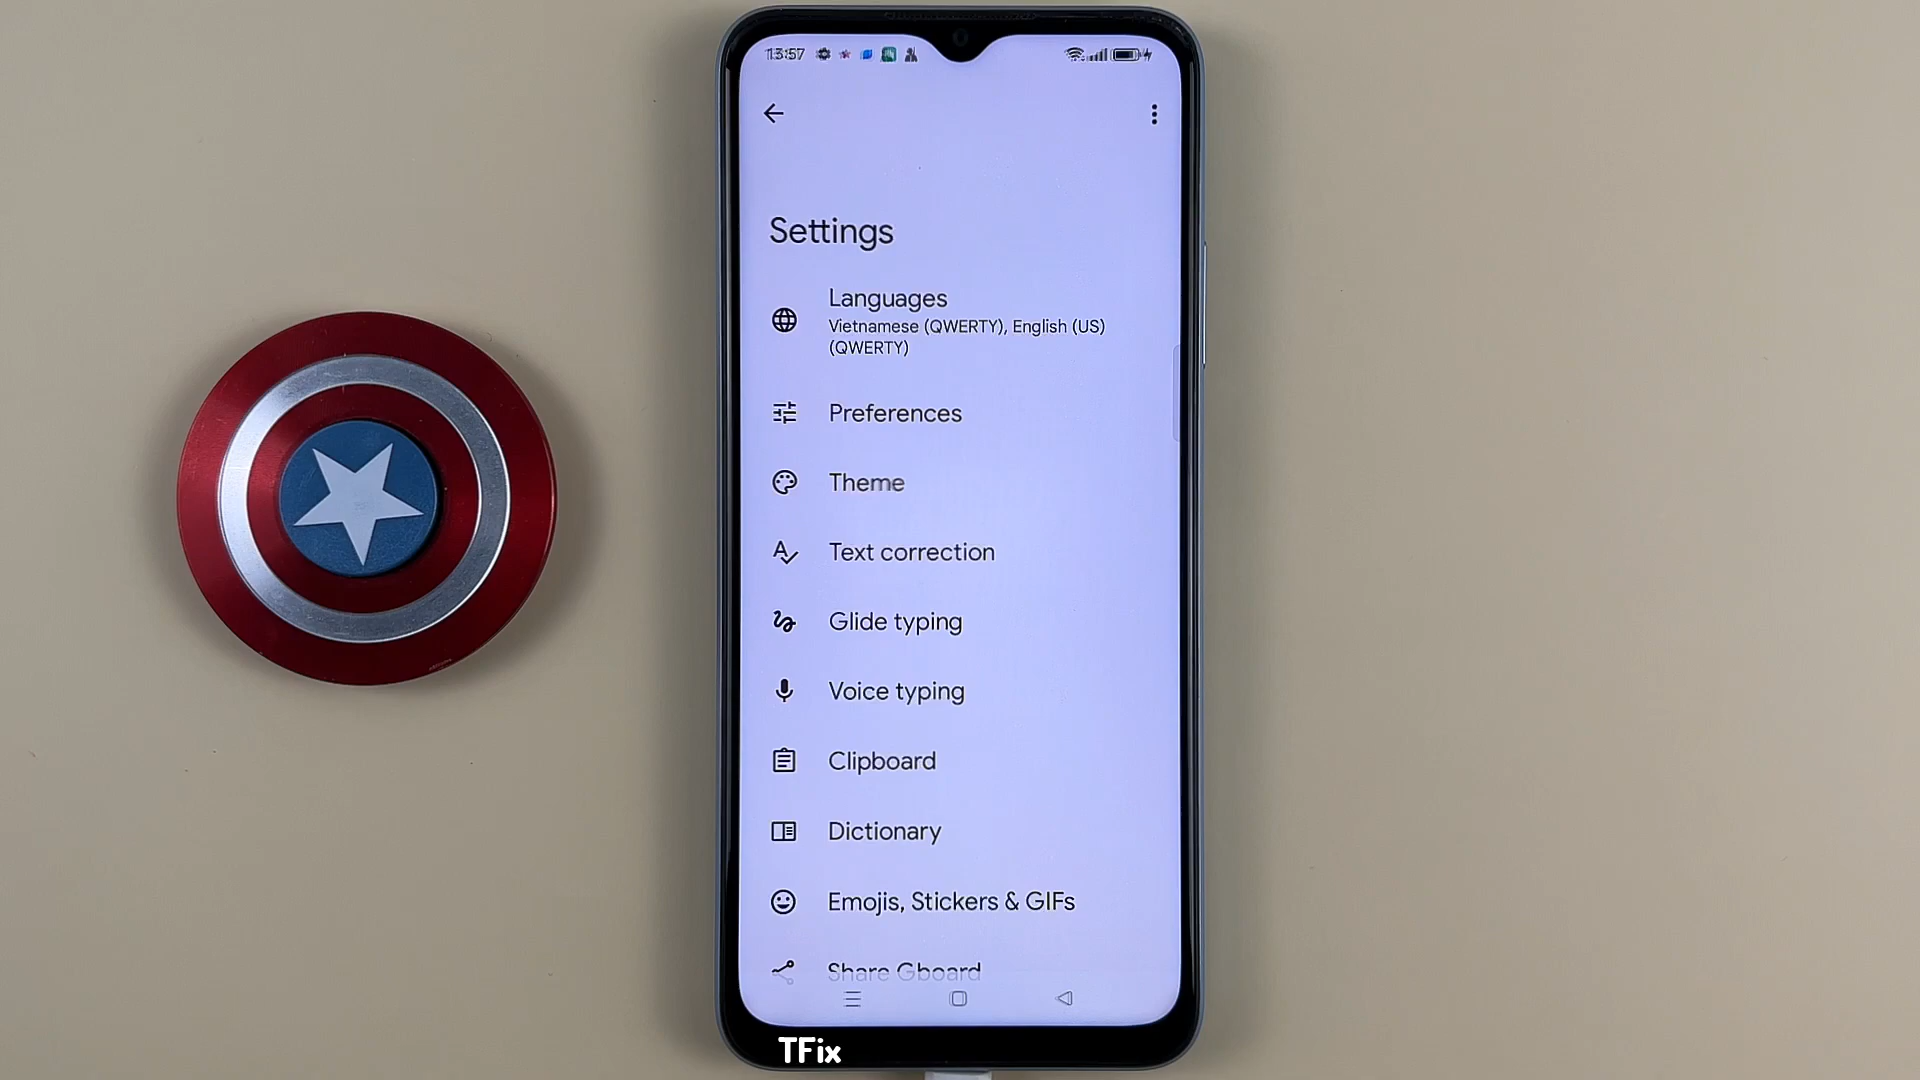 13:57
Settings
Languages
Vietnamese (QWERTY), English (US)
(QWERTY)
Preferences
Theme
Text correction
Glide typing
Voice typing
Clipboard
Dictionary
Emojis, Stickers & GIFs
Share Gboard
TFix